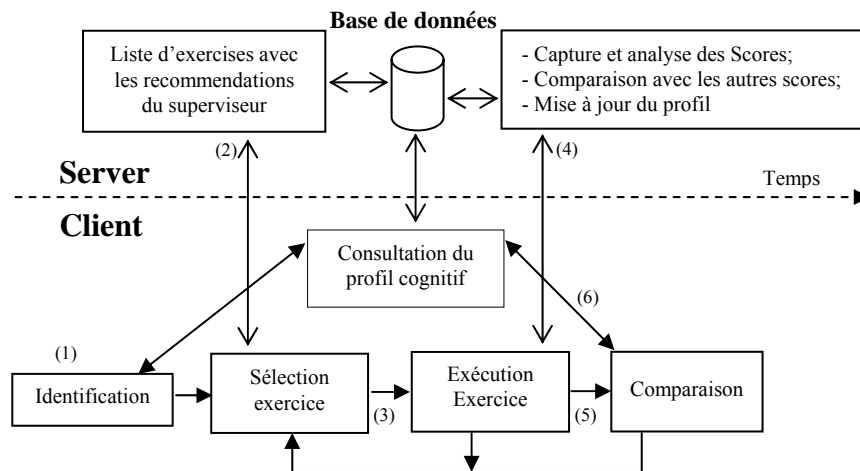 Base de données
Liste d'exercises avec
les recommendations
du superviseur
- Capture et analyse des Scores;
- Comparaison avec les autres scores;
- Mise à jour du profil
(2)
(4)
Server
Temps
Client
Consultation du
profil cognitif
(6)
(1)
Identification
Sélection
exercice
(3)
Exécution
Exercice
(5)
Comparaison